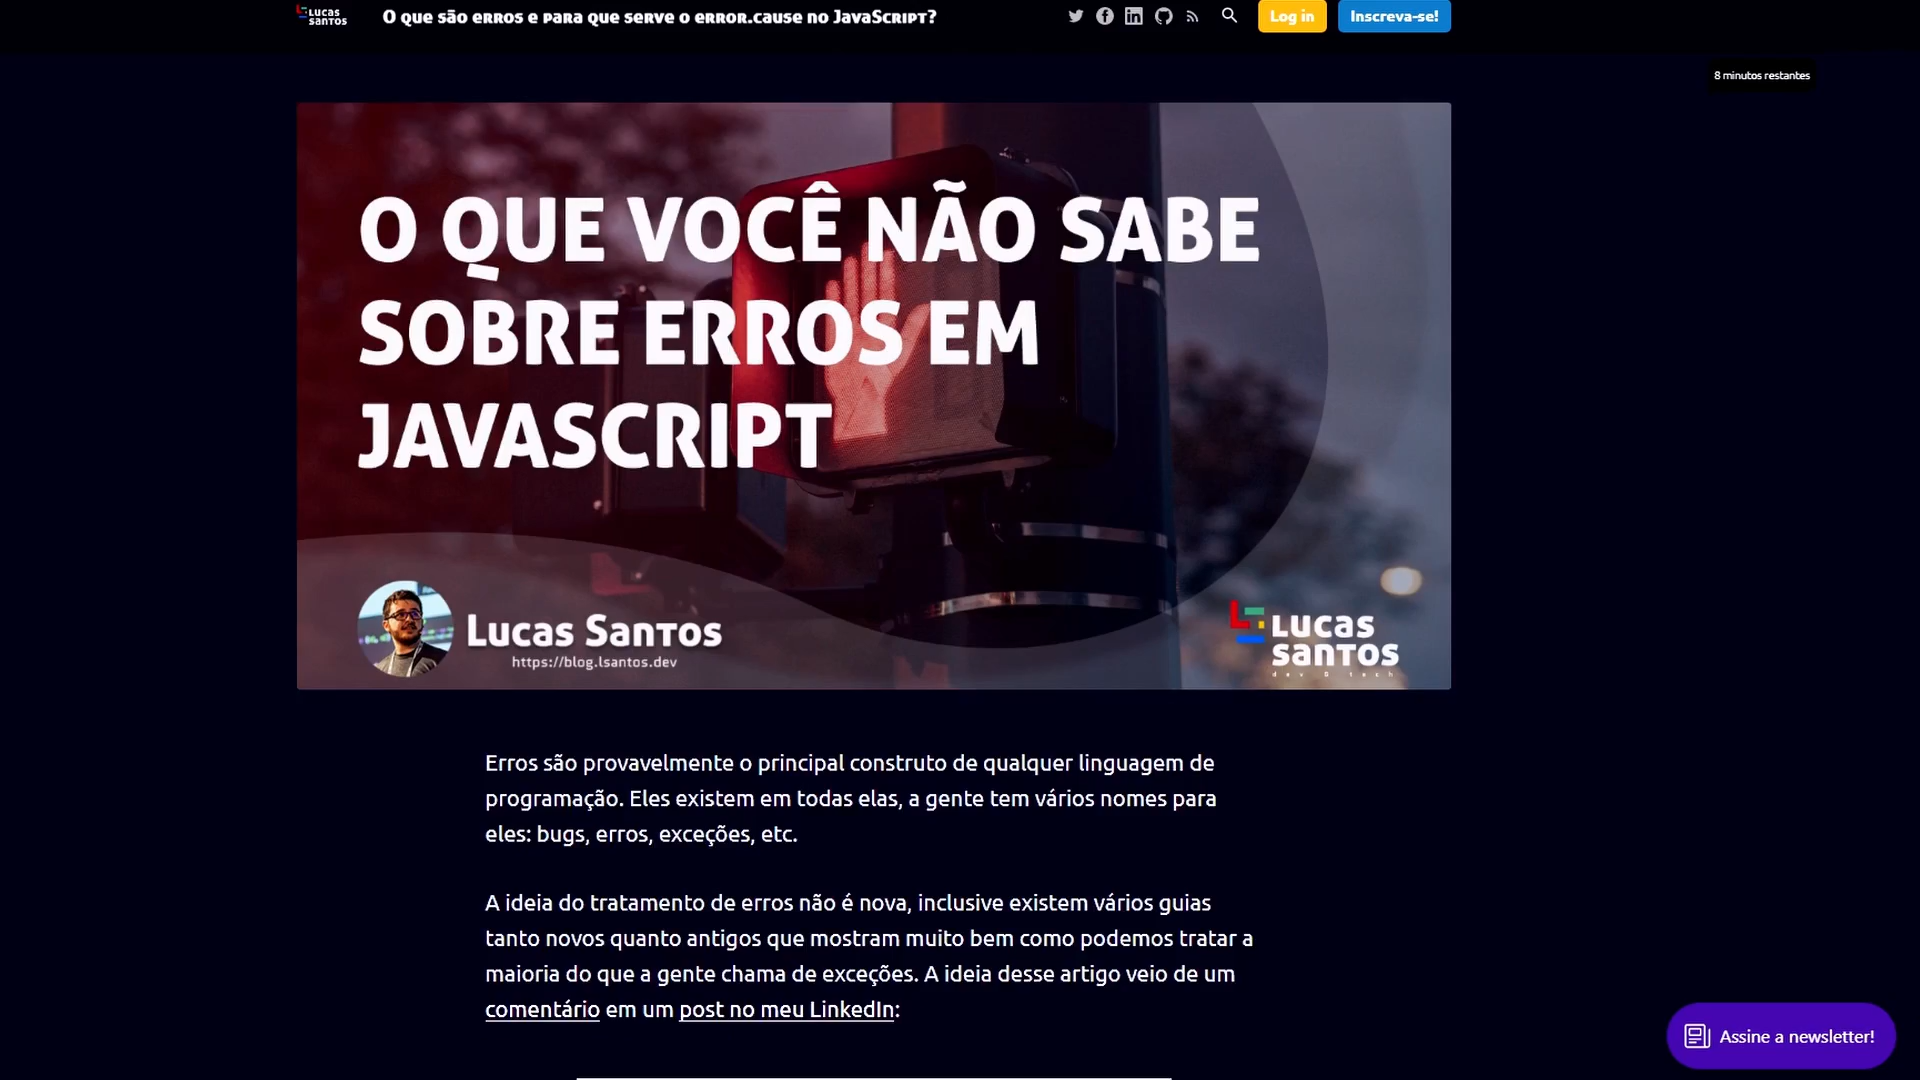 Lucas
santos
O que são erros e para que serve o error.cause no JavaScript?
Log in
Inscreva-se!
8 minutos restantes
O QUE VOCÊ NÃO SABE
SOBRE ERROS EM
JAVASCRIPT
Lucas Santos
https://blog.lsantos.dev
Lucas
santos
dev & tech
Erros são provavelmente o principal construto de qualquer linguagem de
programação. Eles existem em todas elas, a gente tem vários nomes para
eles: bugs, erros, exceções, etc.
A ideia do tratamento de erros não é nova, inclusive existem vários guias
tanto novos quanto antigos que mostram muito bem como podemos tratar a
maioria do que a gente chama de exceções. A ideia desse artigo veio de um
comentário em um post no meu LinkedIn:
Assine a newsletter!